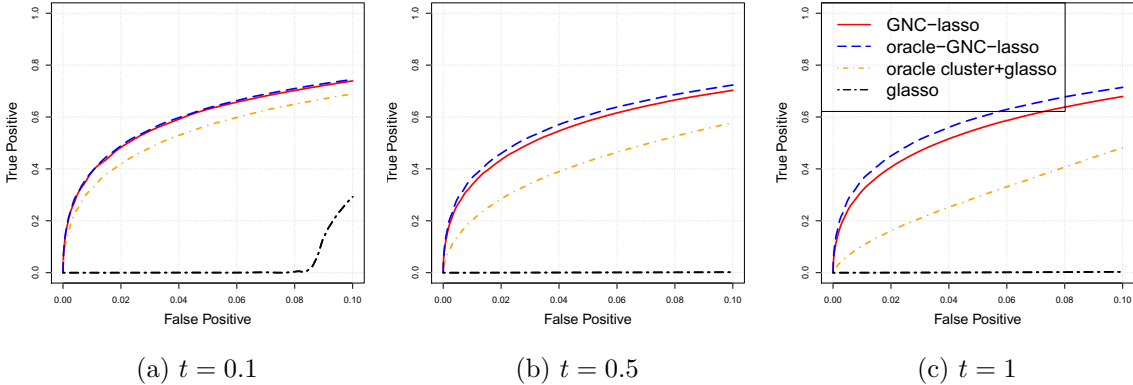 True Positive
1.0
0.8
0.6
0.4
0.2
0.0
0.00 0.02 0.04 0.06 0.08 0.10
False Positive
(a) t = 0.1
True Positive
1.0
0.8
0.6
0.4
0.2
0.0
0.00 0.02 0.04 0.06 0.08 0.10
False Positive
(b) t = 0.5
True Positive
1.0
0.8
0.6
0.4
0.2
0.0
GNC−lasso
oracle−GNC−lasso
oracle cluster+glasso
glasso
0.00 0.02 0.04 0.06 0.08 0.10
False Positive
(c) t = 1